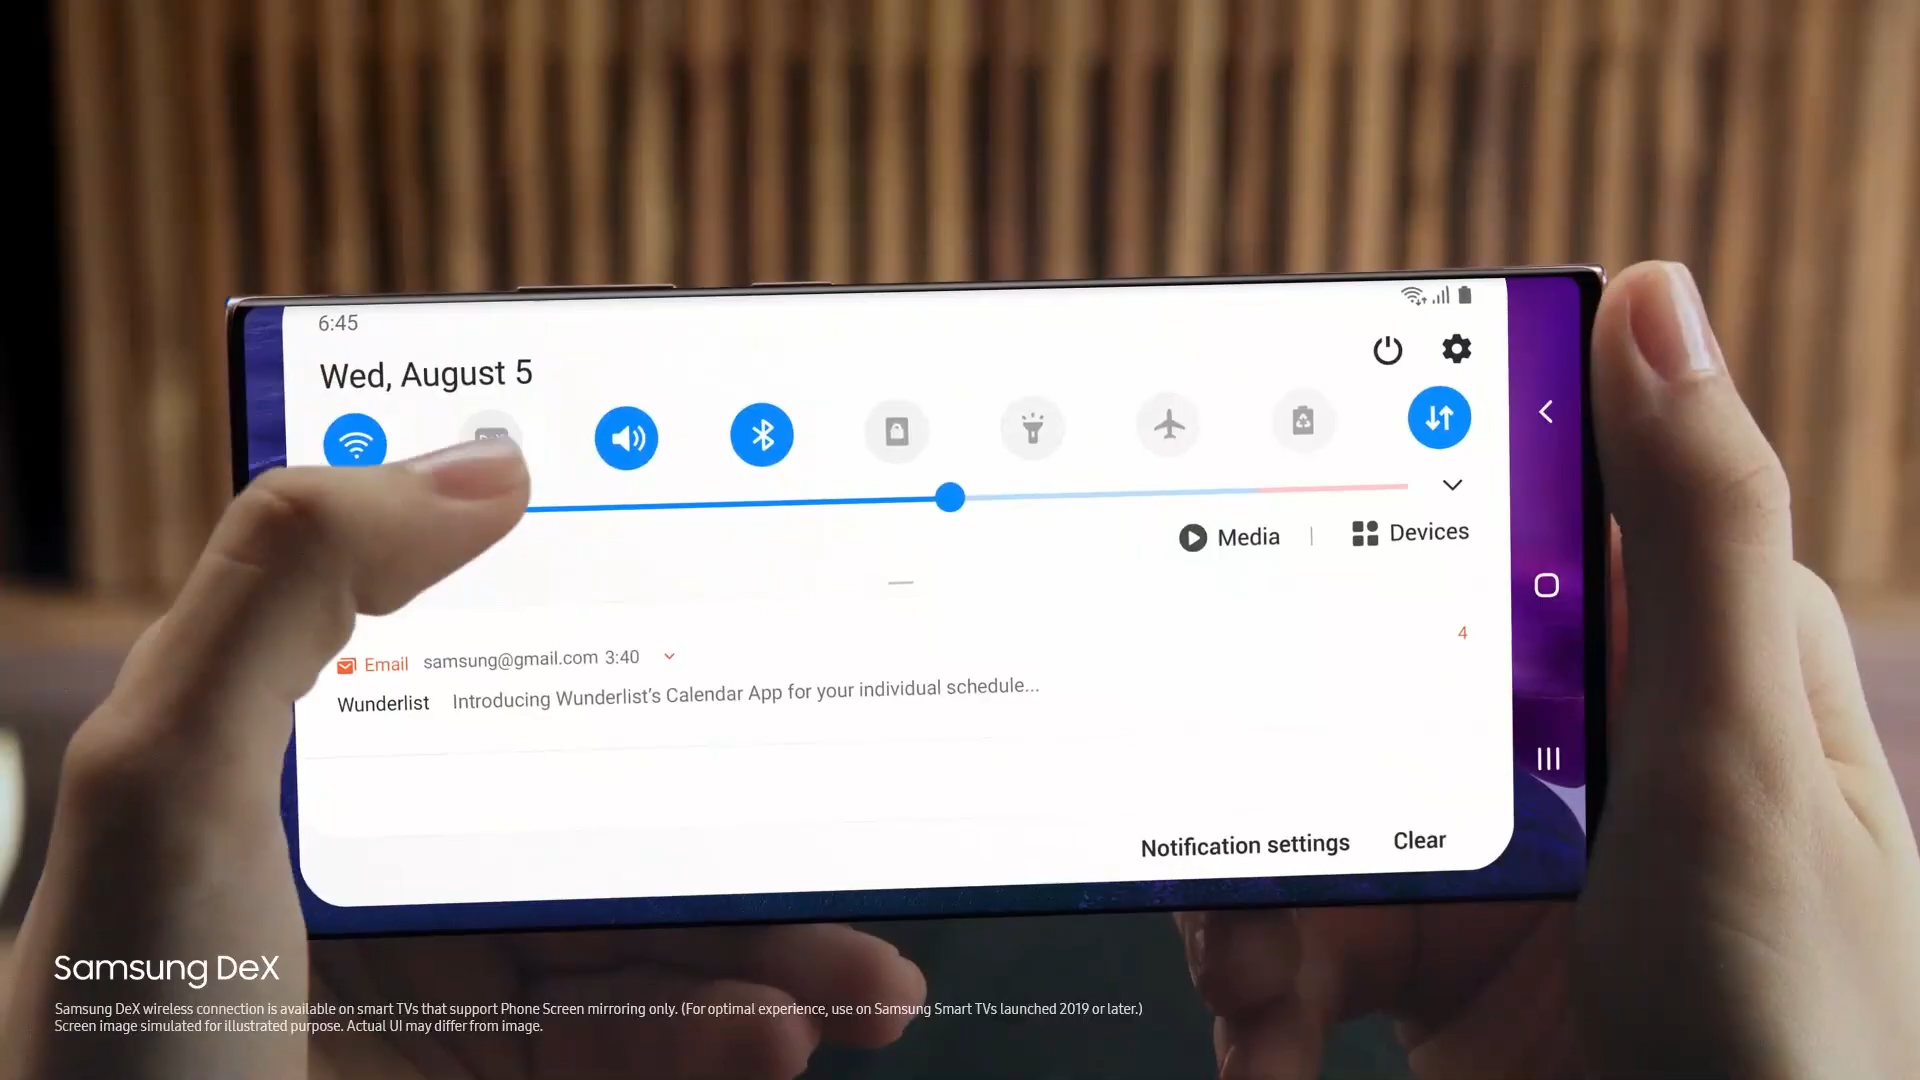 6:45
Wed, August 5
Media | Devices
4
Email samsung@gmail.com 3:40
Wunderlist Introducing Wunderlist's Calendar App for your individual schedule...
Notification settings Clear
Samsung DeX
Samsung DeX wireless connection is available on smart TVs that support Phone Screen mirroring only. (For optimal experience, use on Samsung Smart TVs launched 2019 or later.)
Screen image simulated for illustrated purpose. Actual UI may differ from image.